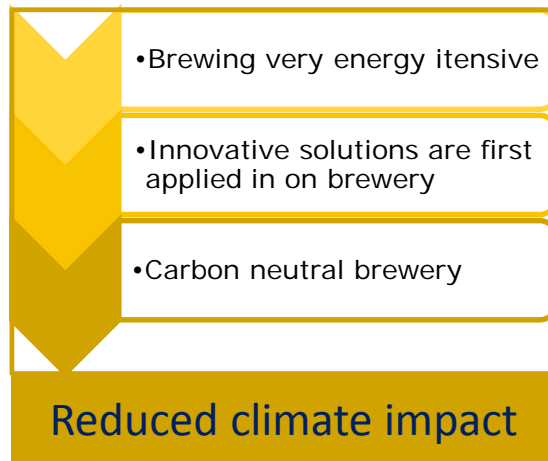 •Brewing very energy itensive
•Innovative solutions are first
applied in on brewery
•Carbon neutral brewery
Reduced climate impact